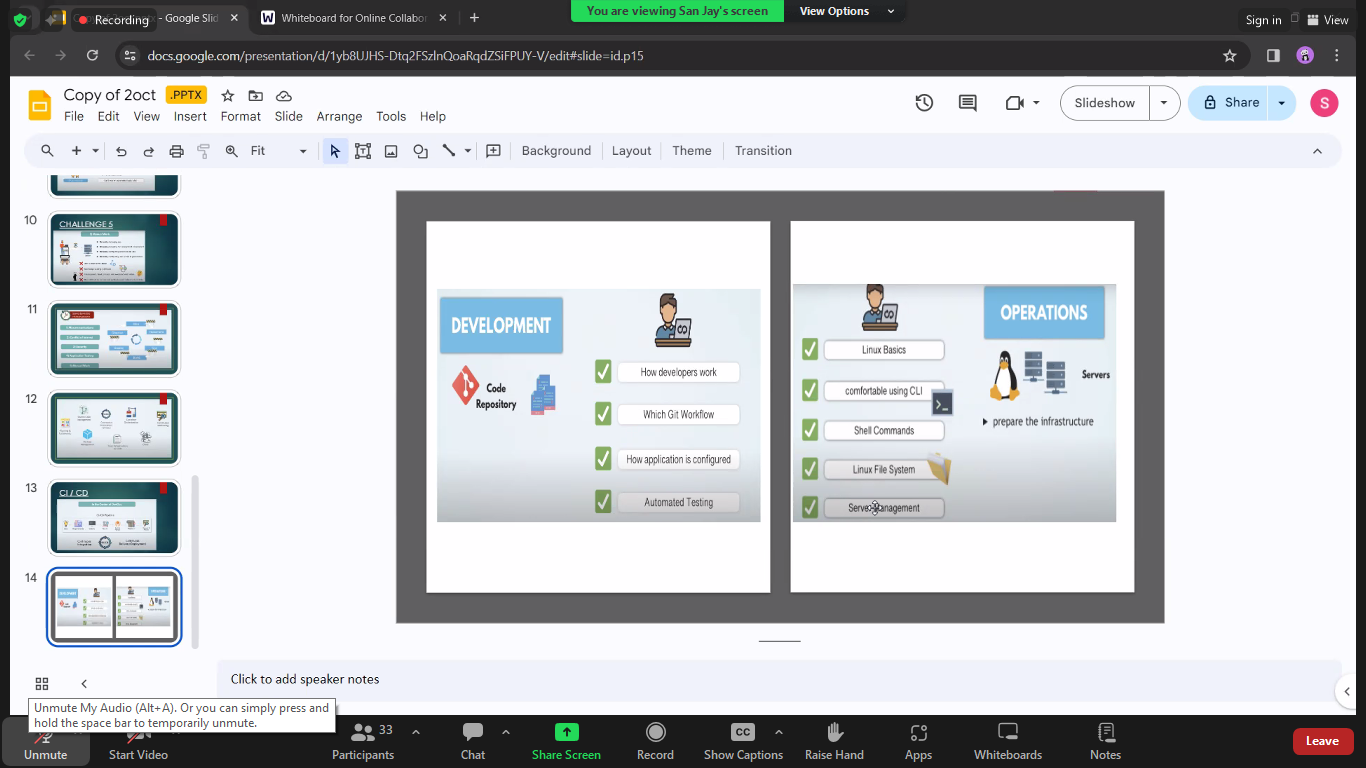 Recording
- Google Slid
Whiteboard for Online Collabor
You are viewing San Jay's screen
View Options
Sign in
View
docs.google.com/presentation/d/1yb8UJHS-Dtq2FSzlnQoaRqdZSiFPUY-V/edit#slide=id.p15
Copy of 2oct
.PPTX
File Edit View Insert Format Slide Arrange Tools Help
Slideshow
Share
S
Fit
Background
Layout
Theme
Transition
10
CHALLENGE 5
11
12
13
CI / CD
14
DEVELOPMENT
Code
Repository
How developers work
Which Git Workflow
How application is configured
Automated Testing
OPERATIONS
Linux Basics
comfortable using CLI
Shell Commands
Linux File System
Server Management
Servers
prepare the infrastructure
Click to add speaker notes
Unmute My Audio (Alt+A). Or you can simply press and
hold the space bar to temporarily unmute.
Unmute
Start Video
33
Participants
Chat
Share Screen
Record
CC
Show Captions
Raise Hand
Apps
Whiteboards
Notes
Leave